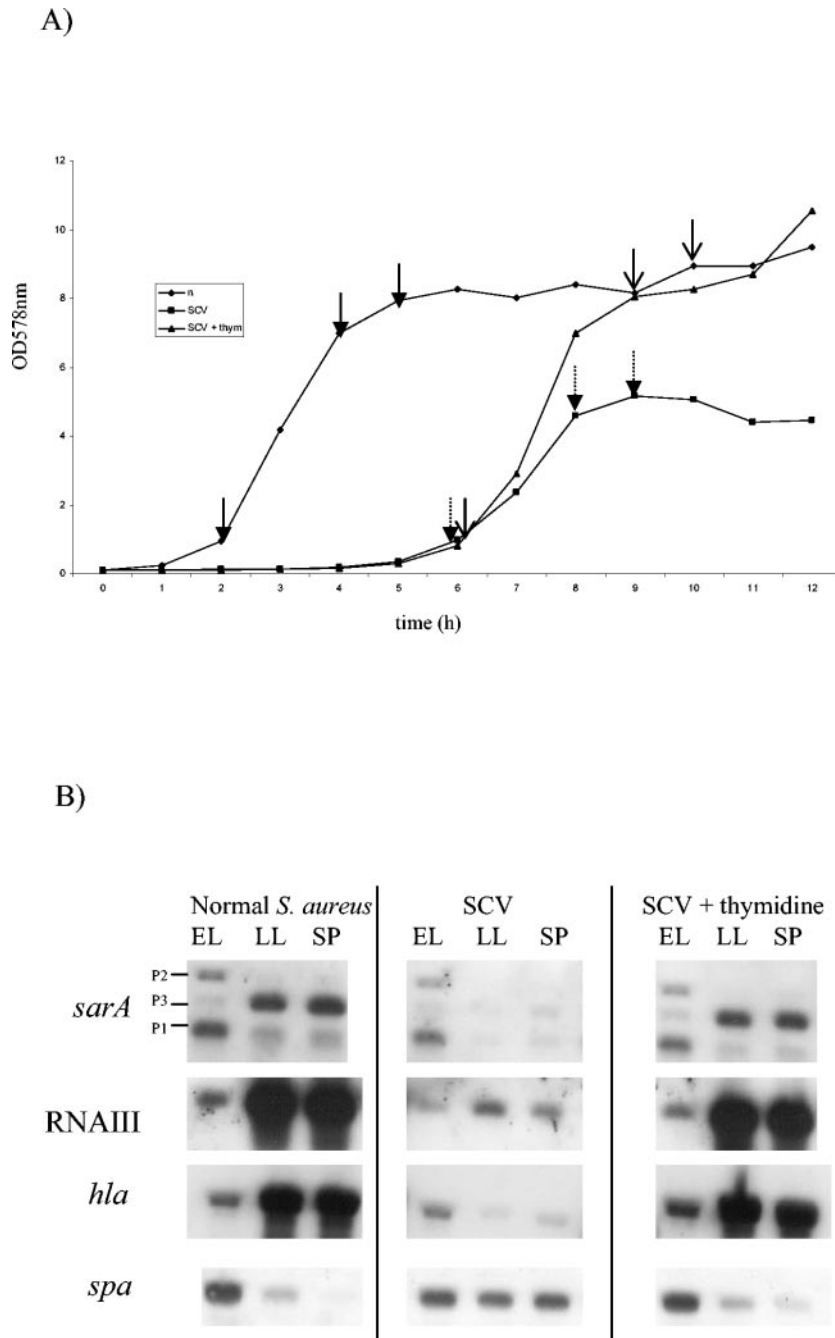 A)
12
10
8
6
4
2
0
OD578nm
n
SCV
SCV + thym
0 1 2 3 4 5 6 7 8 9 10 11 12
time (h)
B)
Normal S. aureus SCV SCV + thymidine
EL LL SP EL LL SP EL LL SP
P2
P3
sarA
P1
RNAIII
hla
spa